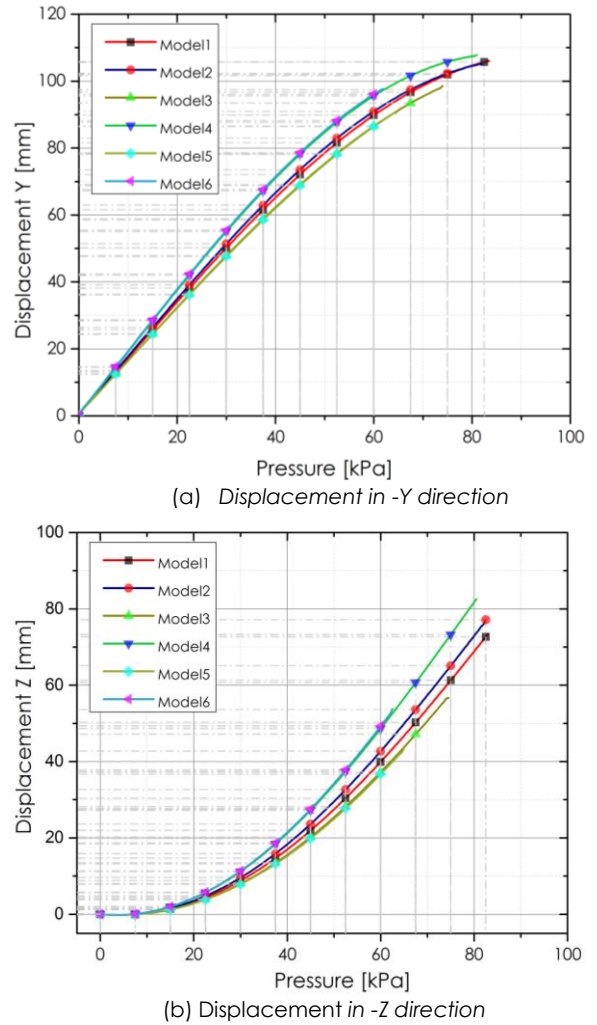 120
100
80
60
40
20
0
Displacement Y [mm]
Model1
Model2
Model3
Model4
Model5
Model6
0 20 40 60 80 100
Pressure [kPa]
(a) Displacement in -Y direction
100
80
60
40
20
0
Displacement Z [mm]
Model1
Model2
Model3
Model4
Model5
Model6
0 20 40 60 80 100
Pressure [kPa]
(b) Displacement in -Z direction